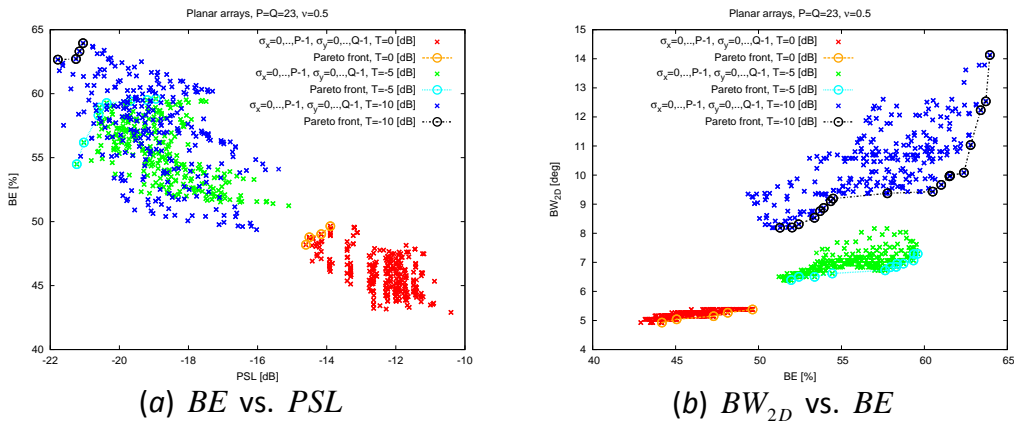 Planar arrays, P=Q=23, ν=0.5
σx=0,..,P-1, σy=0,..,Q-1, T=0 [dB]
Pareto front, T=0 [dB]
σx=0,..,P-1, σy=0,..,Q-1, T=-5 [dB]
Pareto front, T=-5 [dB]
σx=0,..,P-1, σy=0,..,Q-1, T=-10 [dB]
Pareto front, T=-10 [dB]
65
60
55
50
45
40
BE [%]
-22 -20 -18 -16 -14 -12 -10
PSL [dB]
(a) BE vs. PSL
Planar arrays, P=Q=23, ν=0.5
σx=0,..,P-1, σy=0,..,Q-1, T=0 [dB]
Pareto front, T=0 [dB]
σx=0,..,P-1, σy=0,..,Q-1, T=-5 [dB]
Pareto front, T=-5 [dB]
σx=0,..,P-1, σy=0,..,Q-1, T=-10 [dB]
Pareto front, T=-10 [dB]
15
14
13
12
11
10
9
8
7
6
5
4
BW2D [deg]
40 45 50 55 60 65
BE [%]
(b) BW2D vs. BE